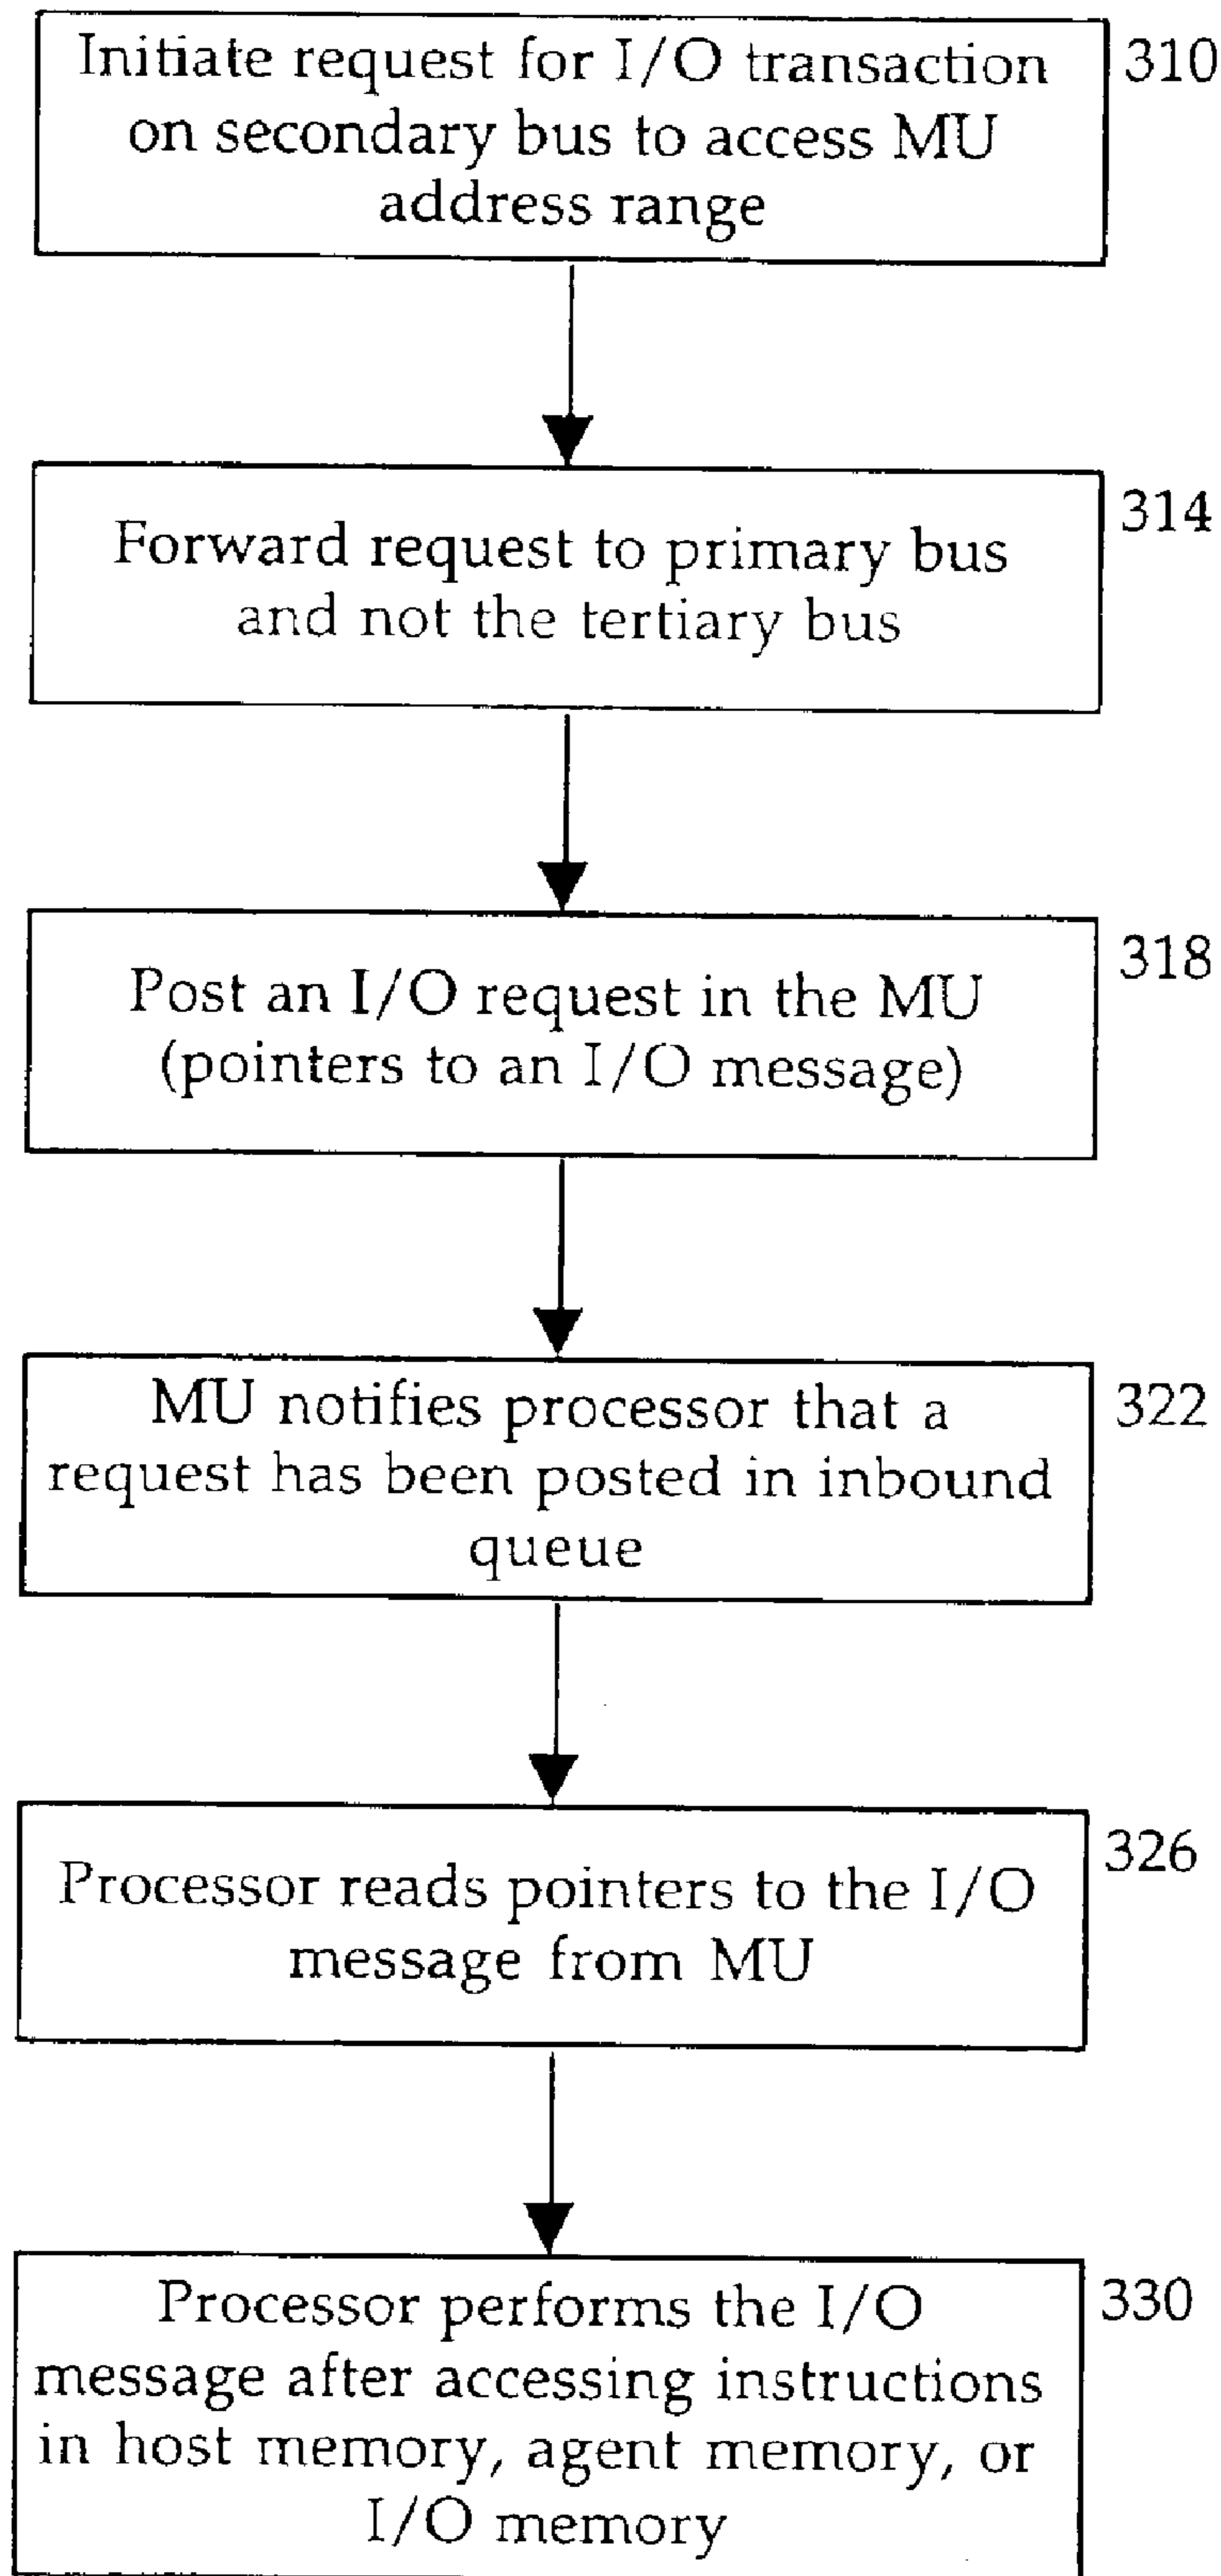 Initiate request for I/O transaction
on secondary bus to access MU
address range
310
Forward request to primary bus
and not the tertiary bus
314
Post an I/O request in the MU
(pointers to an I/O message)
318
MU notifies processor that a
request has been posted in inbound
queue
322
Processor reads pointers to the I/O
message from MU
326
Processor performs the I/O
message after accessing instructions
in host memory, agent memory, or
I/O memory
330